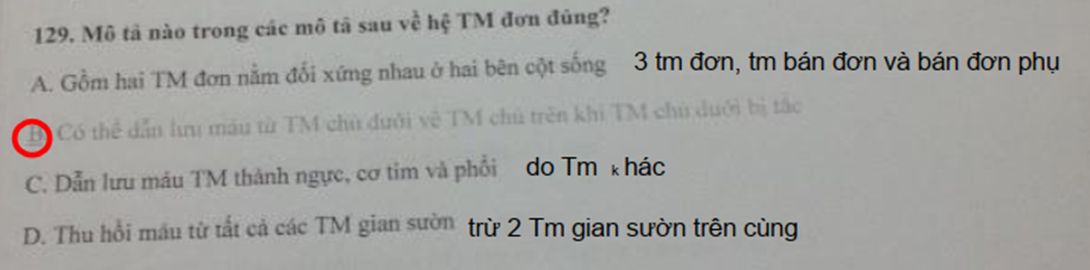 129. Mô tả nào trong các mô tả sau về hệ TM đơn đúng?
A. Gồm hai TM đơn nằm đối xứng nhau ở hai bên cột sống 3 tm đơn, tm bán đơn và bán đơn phụ
B. Có thể dẫn lưu máu từ TM chủ dưới về TM chủ trên khi TM chủ dưới bị tắc
C. Dẫn lưu máu TM thành ngực, cơ tim và phổi do Tm k hác
D. Thu hồi máu từ tất cả các TM gian sườn trừ 2 Tm gian sườn trên cùng